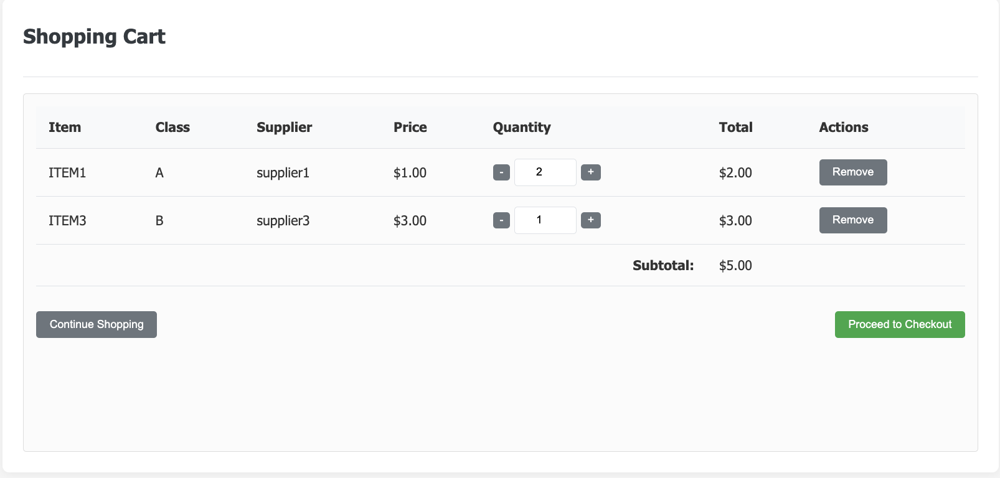 Shopping Cart
Item Class Supplier Price Quantity Total Actions
ITEM1 A supplier1 $1.00 - 2 + $2.00 Remove
ITEM3 B supplier3 $3.00 - 1 + $3.00 Remove
Subtotal: $5.00
Continue Shopping Proceed to Checkout